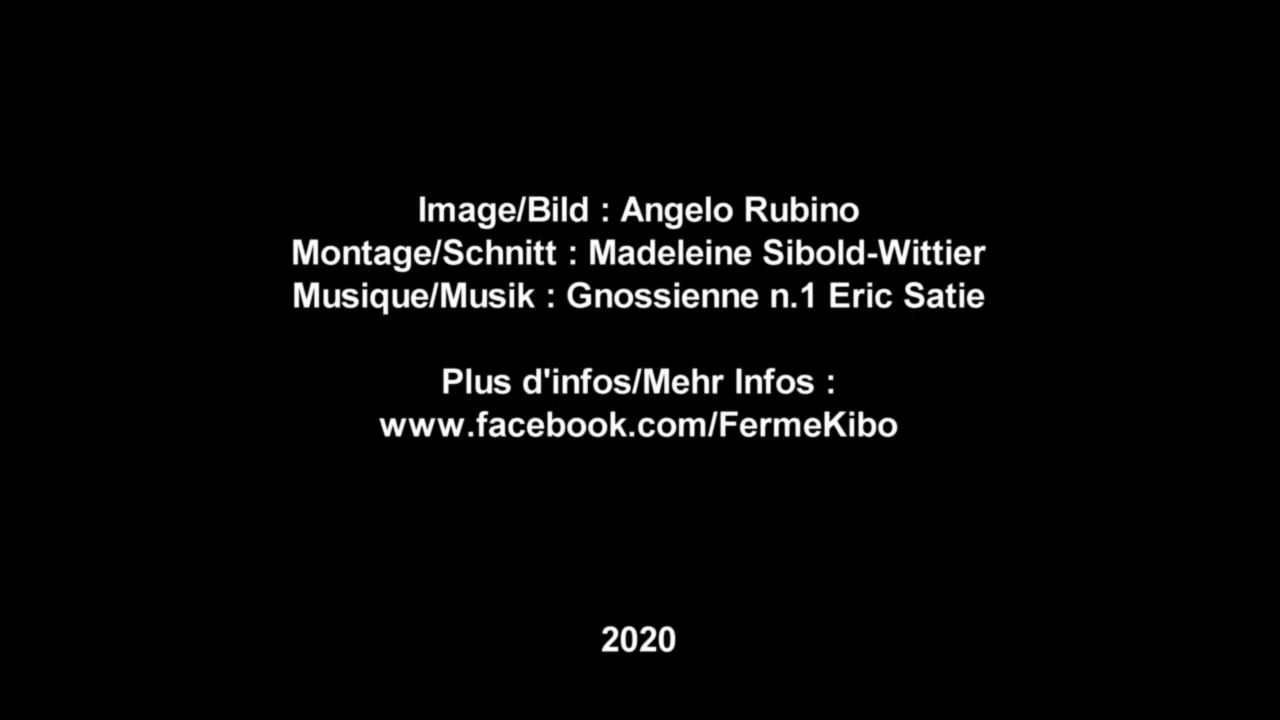 Image/Bild : Angelo Rubino
Montage/Schnitt : Madeleine Sibold-Wittier
Musique/Musik : Gnossienne n.1 Eric Satie
Plus d'infos/Mehr Infos :
www.facebook.com/FermeKibo
2020